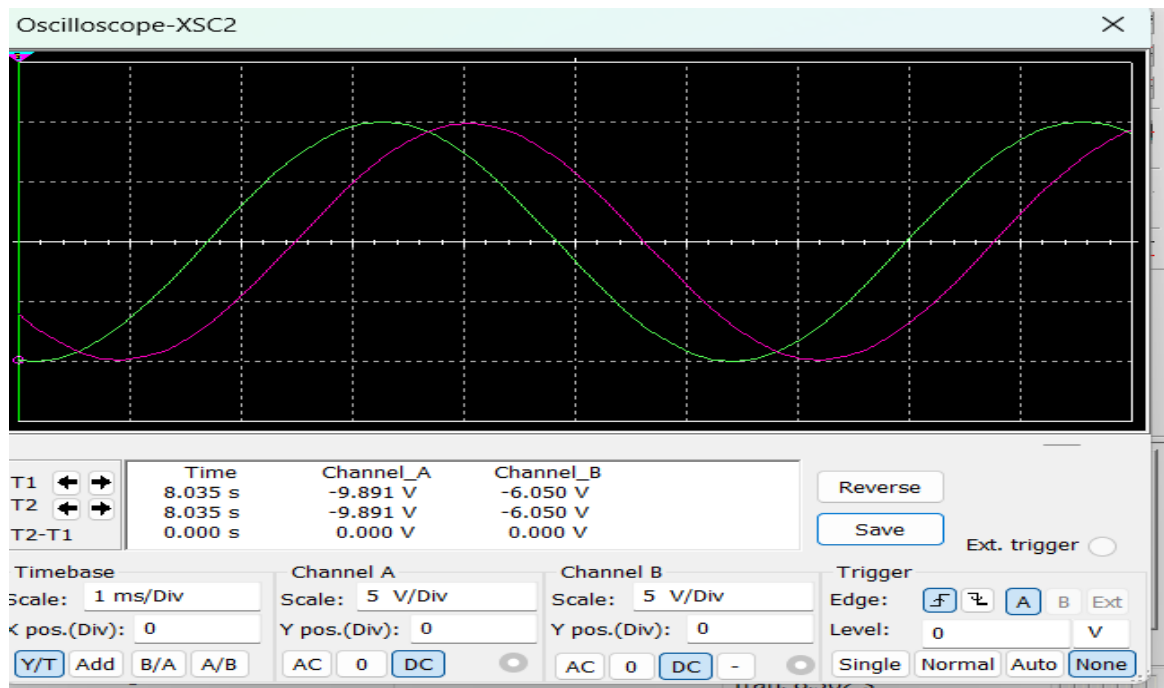 Oscilloscope-XSC2
Time Channel_A Channel_B
T1 8.035 s -9.891 V -6.050 V
T2 8.035 s -9.891 V -6.050 V
T2-T1 0.000 s 0.000 V 0.000 V
Reverse
Save
Ext. trigger
Timebase
Scale: 1 ms/Div
X pos.(Div): 0
Y/T Add B/A A/B
Channel A
Scale: 5 V/Div
Y pos.(Div): 0
AC 0 DC
Channel B
Scale: 5 V/Div
Y pos.(Div): 0
AC 0 DC -
Trigger
Edge: A B Ext
Level: 0 V
Single Normal Auto None